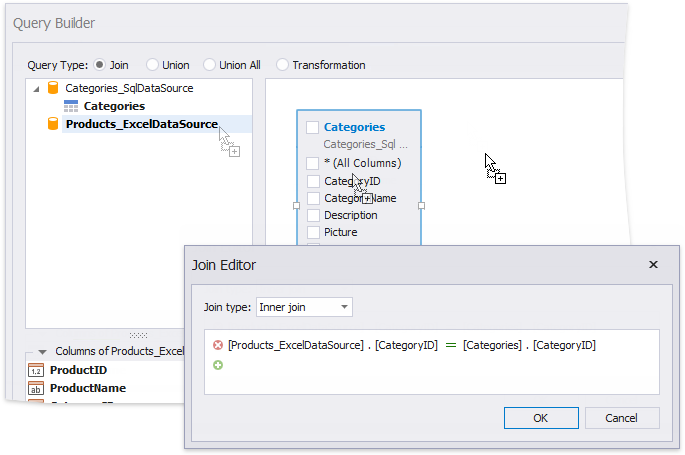 Query Builder
Query Type: Join Union Union All Transformation
Categories_SqlDataSource
Categories
Products_ExcelDataSource
Categories
Categories_Sql ...
* (All Columns)
CategoryID
CategoryName
Description
Picture
Columns of Products_Excel
1,2 ProductID
ab ProductName
Join Editor
Join type: Inner join
[Products_ExcelDataSource] . [CategoryID] = [Categories] . [CategoryID]
OK Cancel